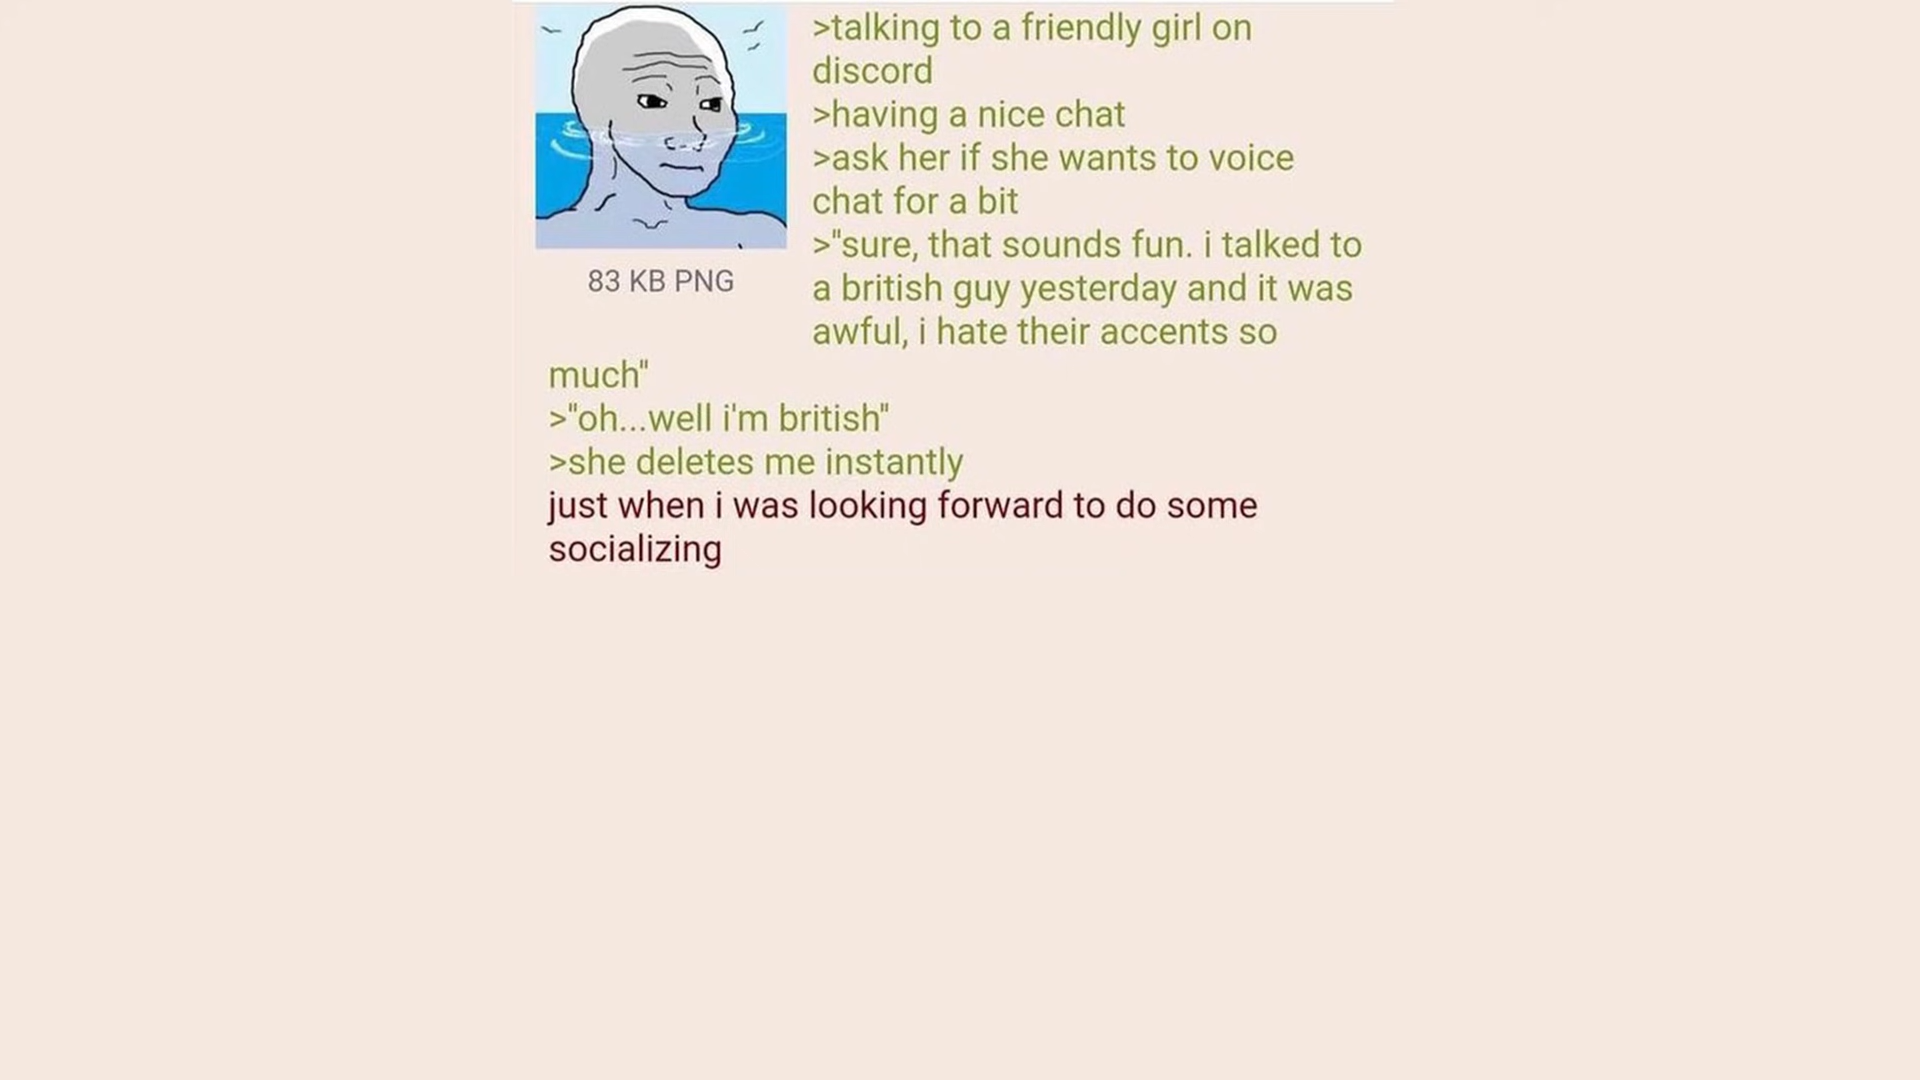 >talking to a friendly girl on
discord
>having a nice chat
>ask her if she wants to voice
chat for a bit
>"sure, that sounds fun. i talked to
a british guy yesterday and it was
awful, i hate their accents so
83 KB PNG
much"
>"oh...well i'm british"
>she deletes me instantly
just when i was looking forward to do some
socializing